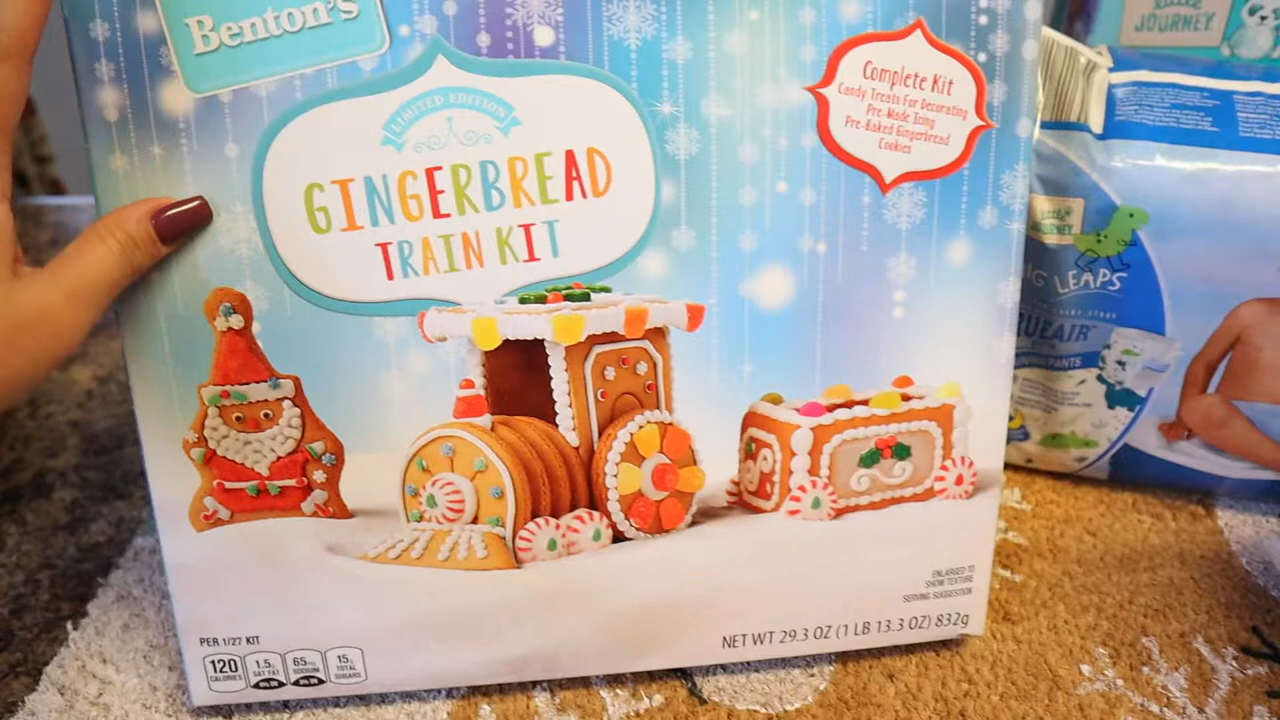 Benton's
LIMITED EDITION
GINGERBREAD
TRAIN KIT
Complete Kit
Candy Treats For Decorating
Pre-Made Icing
Pre-Baked Gingerbread
Cookies
ENLARGED TO
SHOW TEXTURE
SERVING SUGGESTION
NET WT 29.3 OZ (1 LB 13.3 OZ) 832g
PER 1/27 KIT
120
CALORIES
1.5g
SAT FAT
65mg
SODIUM
15g
TOTAL
SUGARS
little
JOURNEY
little
JOURNEY
G LEAPS
PANTS